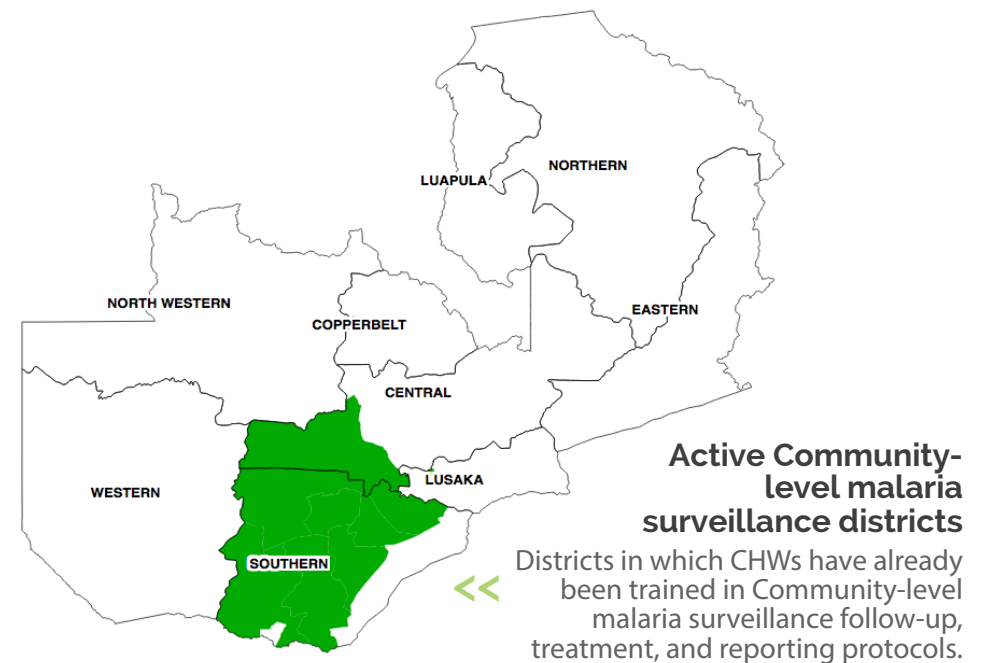 NORTHERN
LUAPULA
NORTH WESTERN
EASTERN
COPPERBELT
CENTRAL
LUSAKA
WESTERN
SOUTHERN
Active Community-
level malaria
surveillance districts
<< Districts in which CHWs have already
been trained in Community-level
malaria surveillance follow-up,
treatment, and reporting protocols.